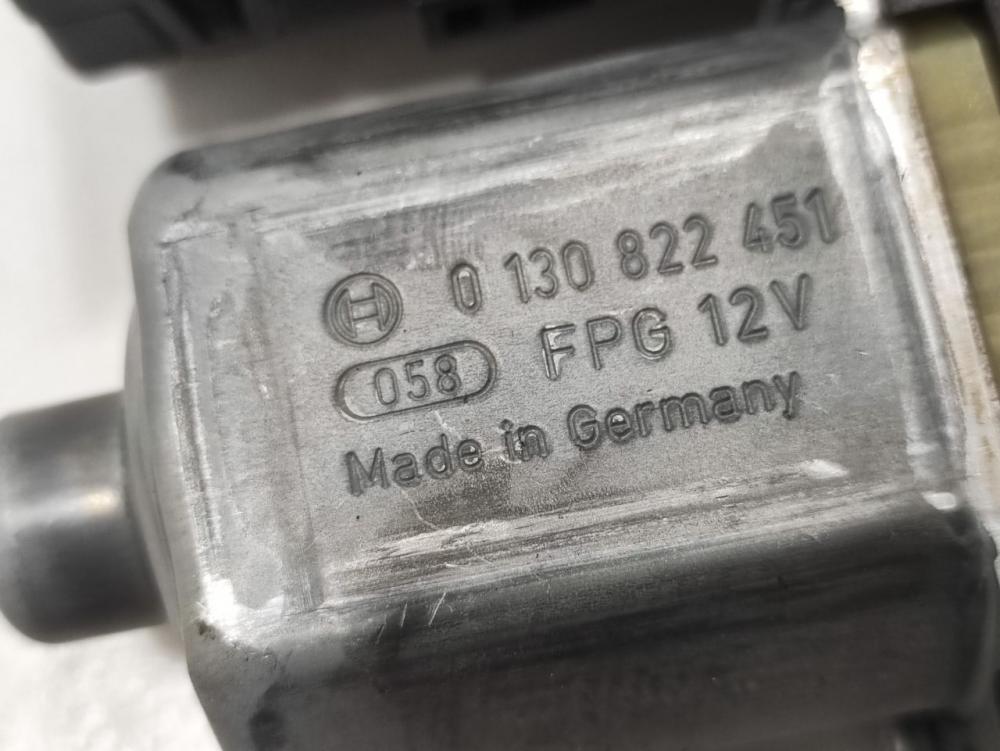 0 130 822 451
058 FPG 12V
Made in Germany